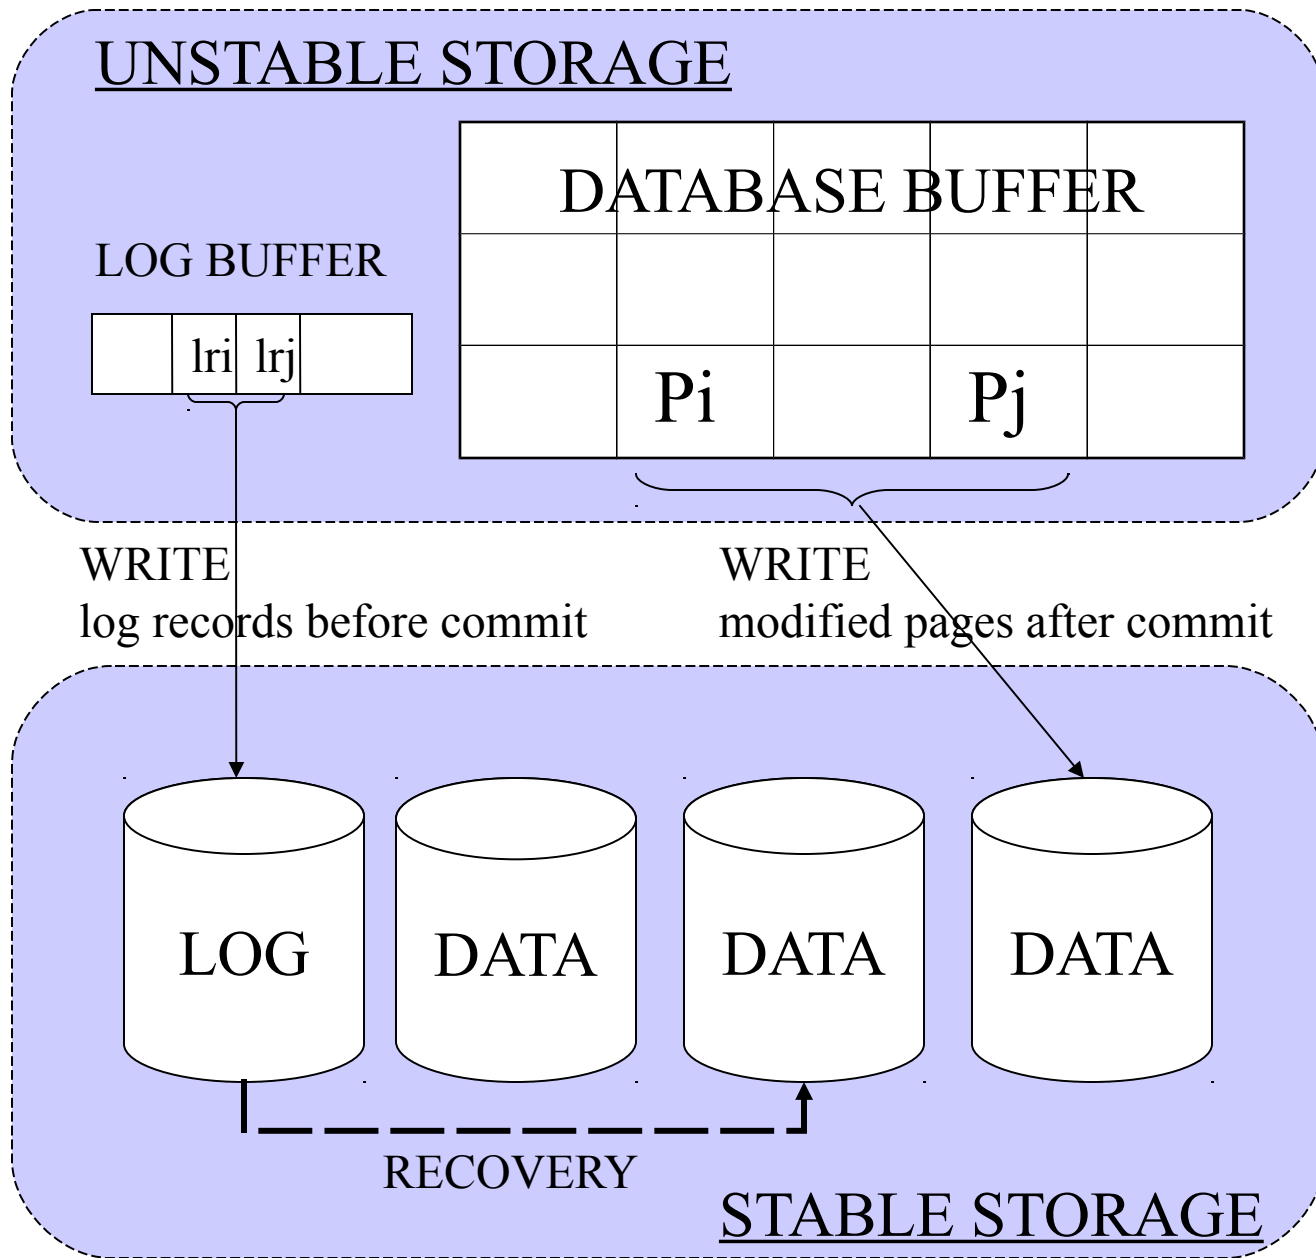 UNSTABLE STORAGE
DATABASE BUFFER
LOG BUFFER
lri lrj
Pi Pj
WRITE
log records before commit
WRITE
modified pages after commit
LOG DATA DATA DATA
RECOVERY
STABLE STORAGE